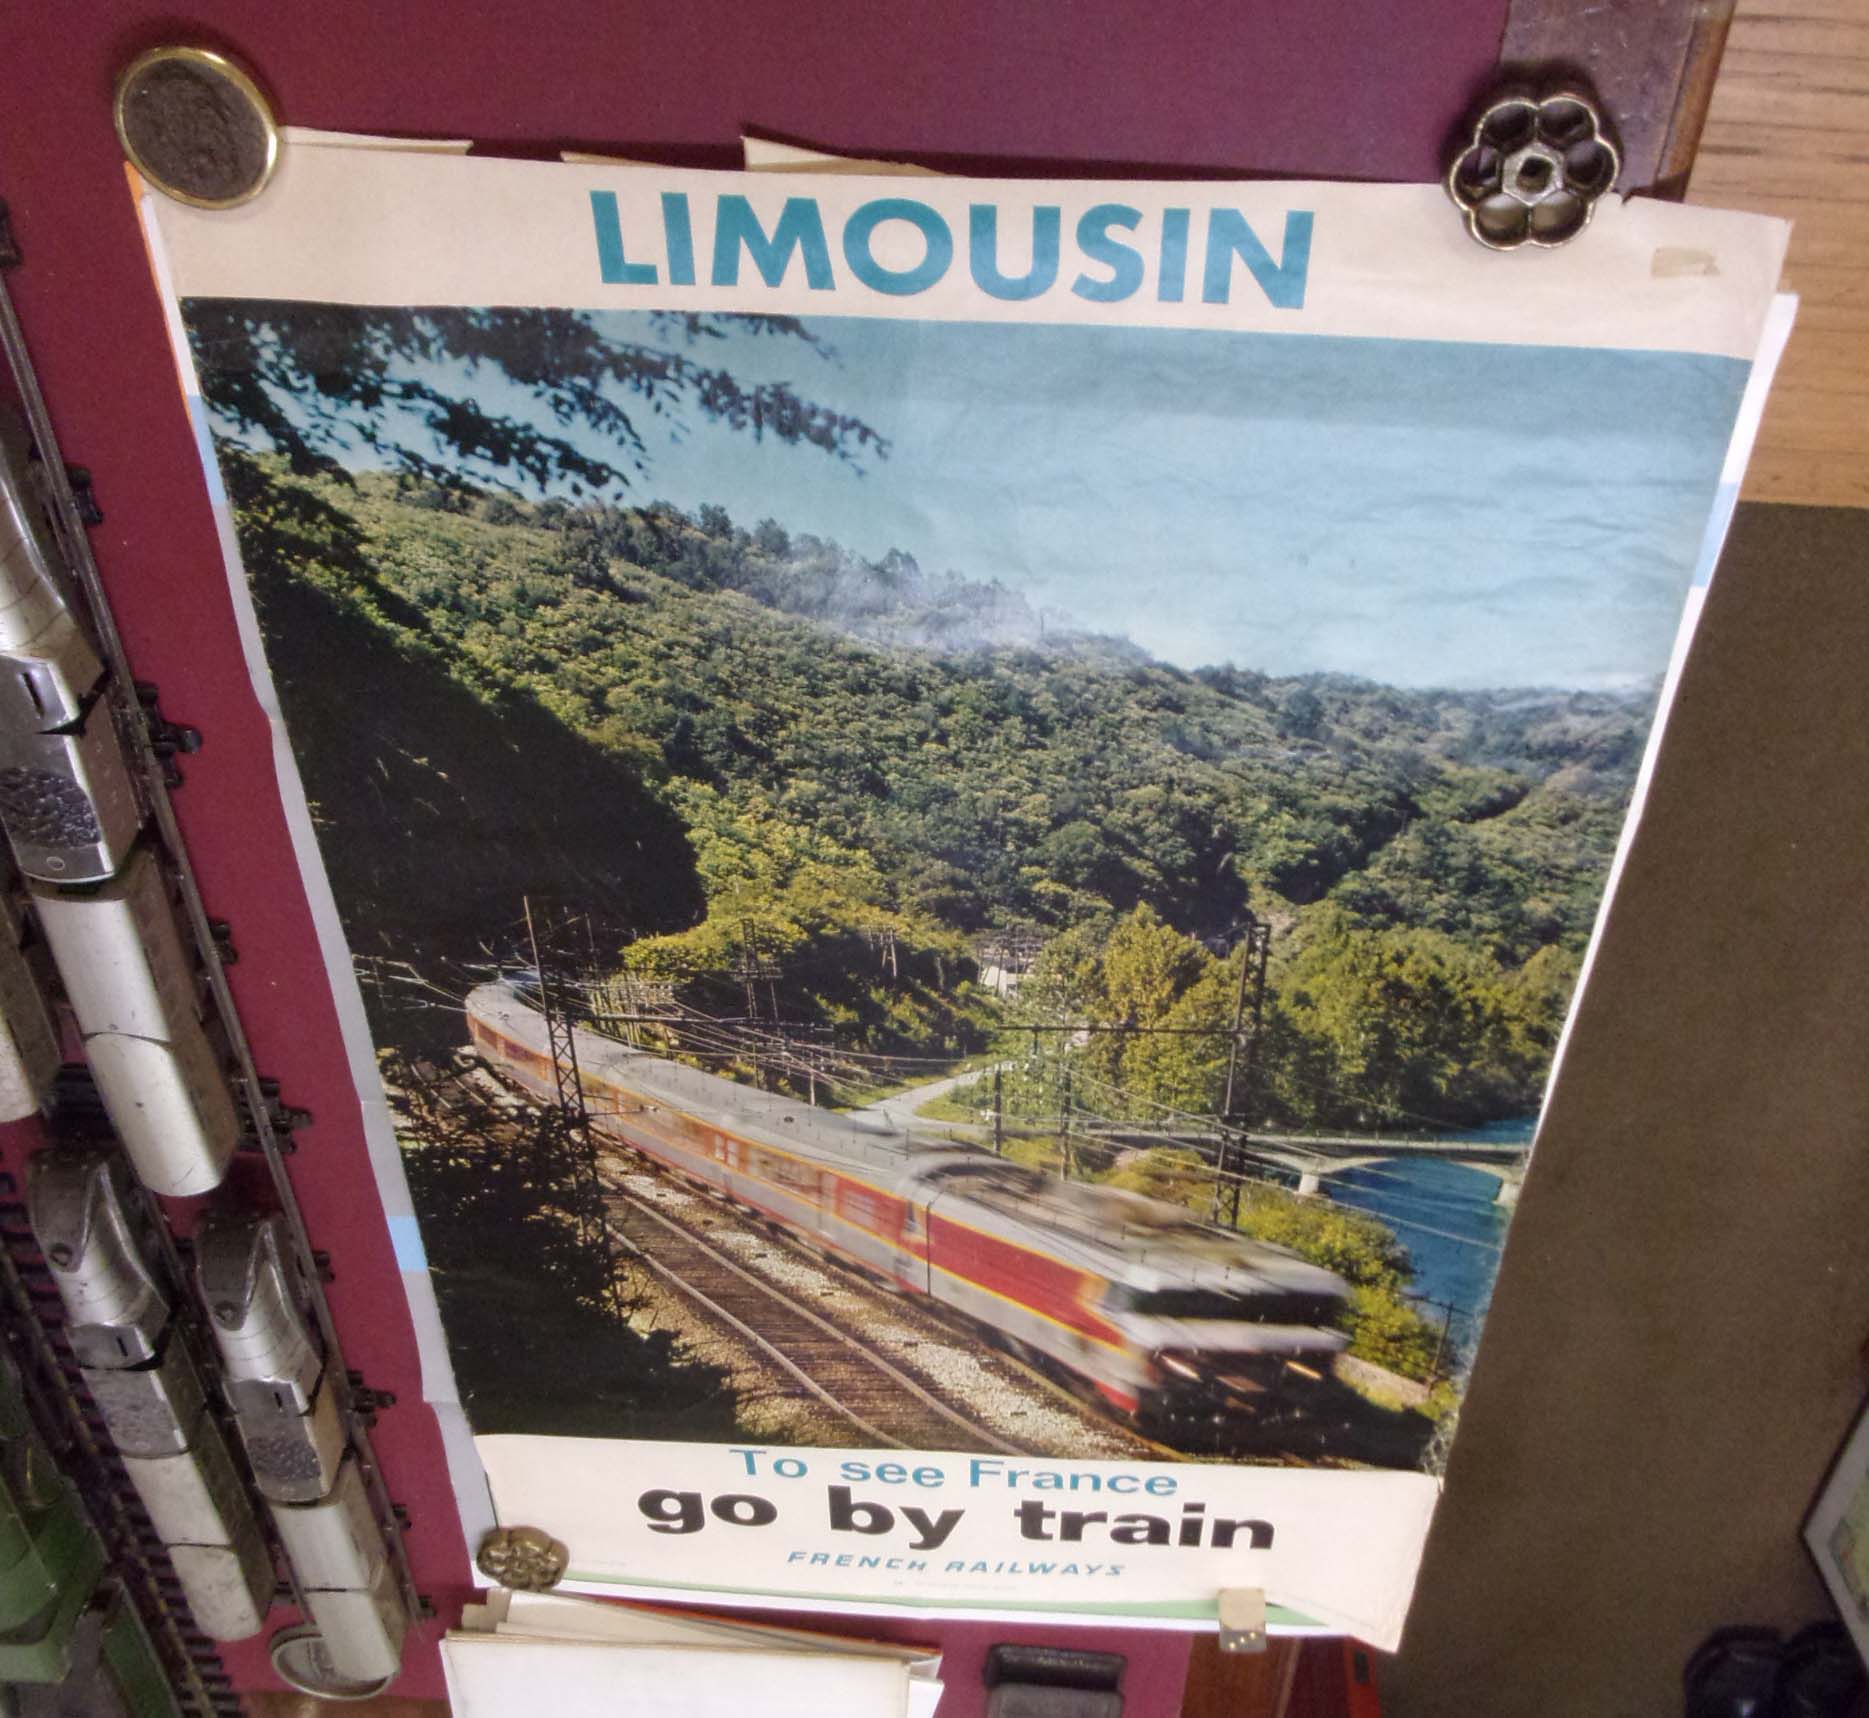 LIMOUSIN
To see France
go by train
FRENCH RAILWAYS